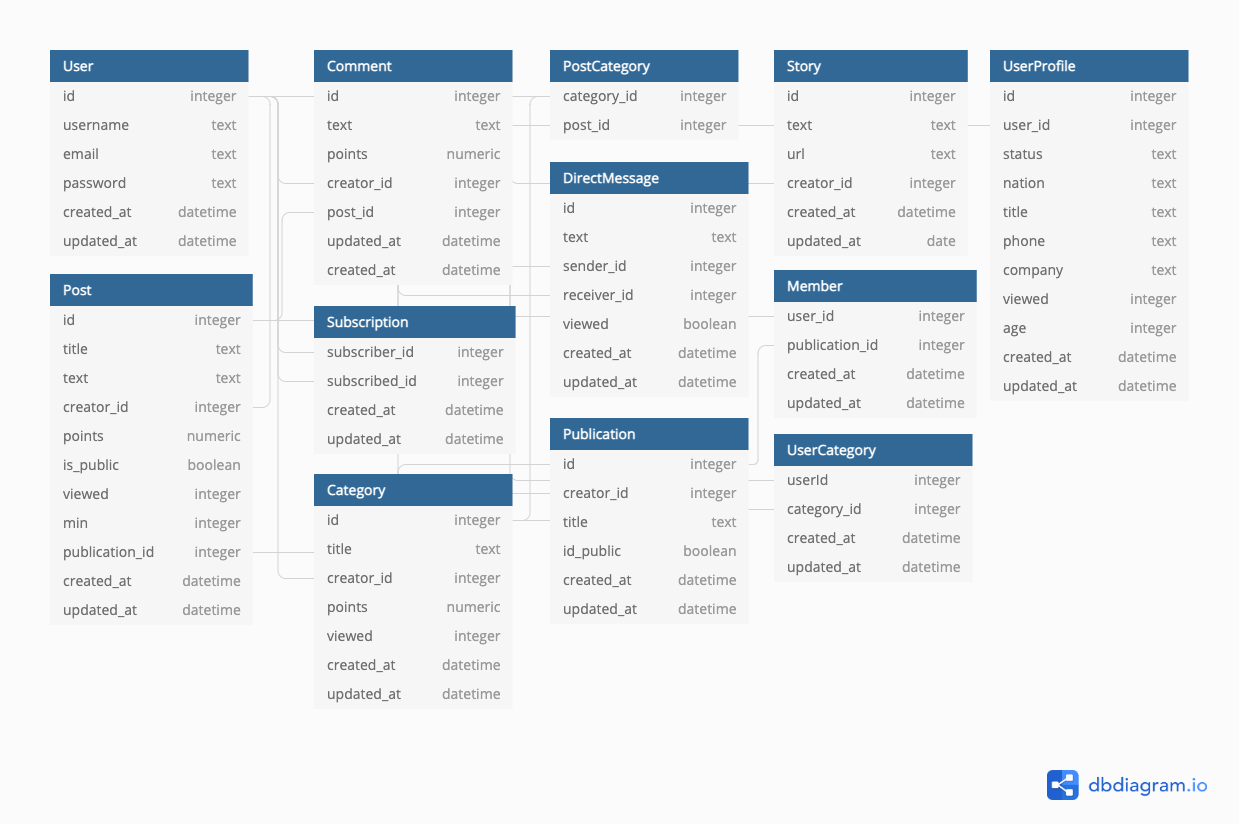 User
id integer
username text
email text
password text
created_at datetime
updated_at datetime
Post
id integer
title text
text text
creator_id integer
points numeric
is_public boolean
viewed integer
min integer
publication_id integer
created_at datetime
updated_at datetime
Comment
id integer
text text
points numeric
creator_id integer
post_id integer
updated_at datetime
created_at datetime
Subscription
subscriber_id integer
subscribed_id integer
created_at datetime
updated_at datetime
Category
id integer
title text
creator_id integer
points numeric
viewed integer
created_at datetime
updated_at datetime
PostCategory
category_id integer
post_id integer
DirectMessage
id integer
text text
sender_id integer
receiver_id integer
viewed boolean
created_at datetime
updated_at datetime
Publication
id integer
creator_id integer
title text
id_public boolean
created_at datetime
updated_at datetime
Story
id integer
text text
url text
creator_id integer
created_at datetime
updated_at date
Member
user_id integer
publication_id integer
created_at datetime
updated_at datetime
UserCategory
userId integer
category_id integer
created_at datetime
updated_at datetime
UserProfile
id integer
user_id integer
status text
nation text
title text
phone text
company text
viewed integer
age integer
created_at datetime
updated_at datetime
dbdiagram.io